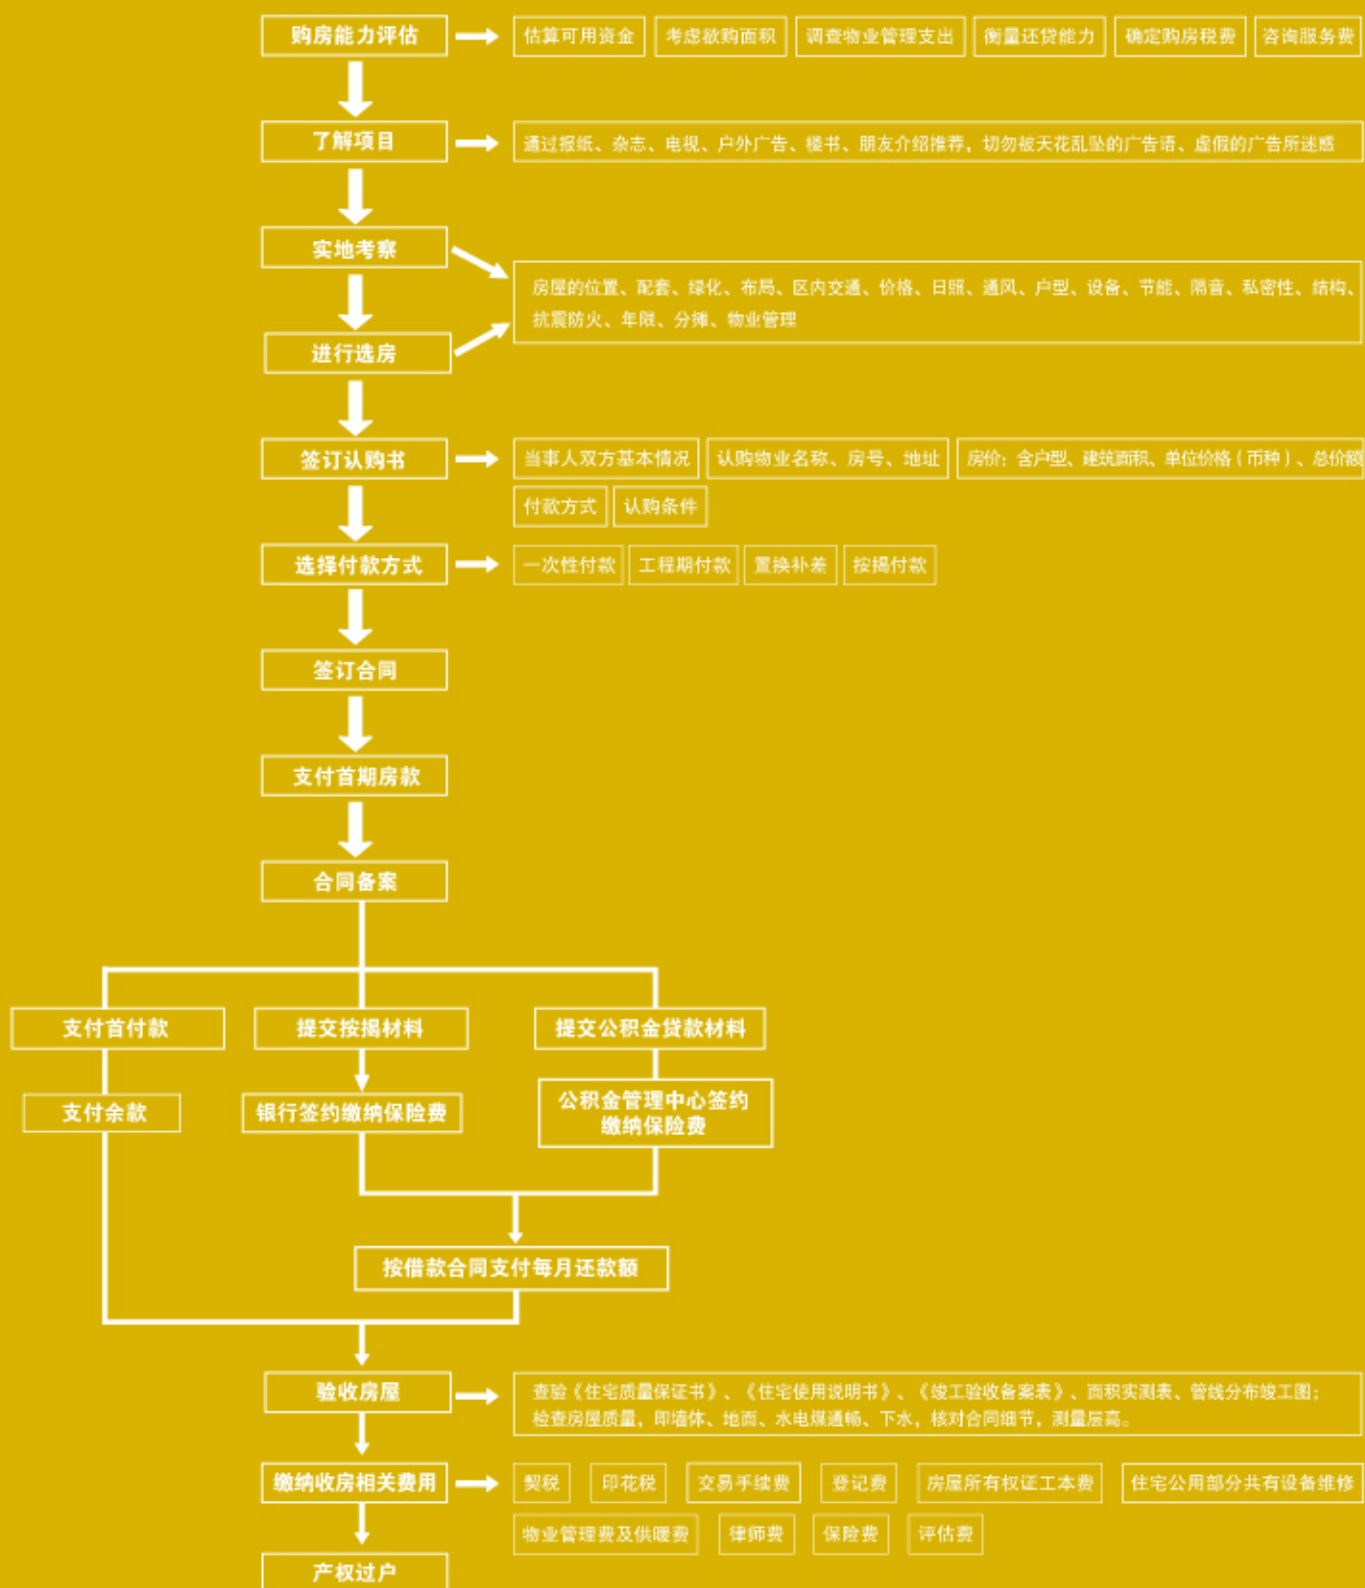 购房能力评估
估算可用资金
考虑欲购面积
调查物业管理支出
衡量还贷能力
确定购房税费
咨询服务费
了解项目
通过报纸、杂志、电视、户外广告、楼书、朋友介绍推荐，切勿被天花乱坠的广告语、虚假的广告所迷惑
实地考察
房屋的位置、配套、绿化、布局、区内交通、价格、日照、通风、户型、设备、节能、隔音、私密性、结构、
抗震防火、年限、分摊、物业管理
进行选房
签订认购书
当事人双方基本情况
认购物业名称、房号、地址
房价：含户型、建筑面积、单位价格（币种）、总价额
付款方式
认购条件
选择付款方式
一次性付款
工程期付款
置换补差
按揭付款
签订合同
支付首期房款
合同备案
支付首付款
提交按揭材料
提交公积金贷款材料
支付余款
银行签约缴纳保险费
公积金管理中心签约
缴纳保险费
按借款合同支付每月还款额
验收房屋
查验《住宅质量保证书》、《住宅使用说明书》、《竣工验收备案表》、面积实测表、管线分布竣工图；
检查房屋质量，即墙体、地面、水电煤通畅、下水，核对合同细节，测量层高。
缴纳收房相关费用
契税
印花税
交易手续费
登记费
房屋所有权证工本费
住宅公用部分共有设备维修
物业管理费及供暖费
律师费
保险费
评估费
产权过户